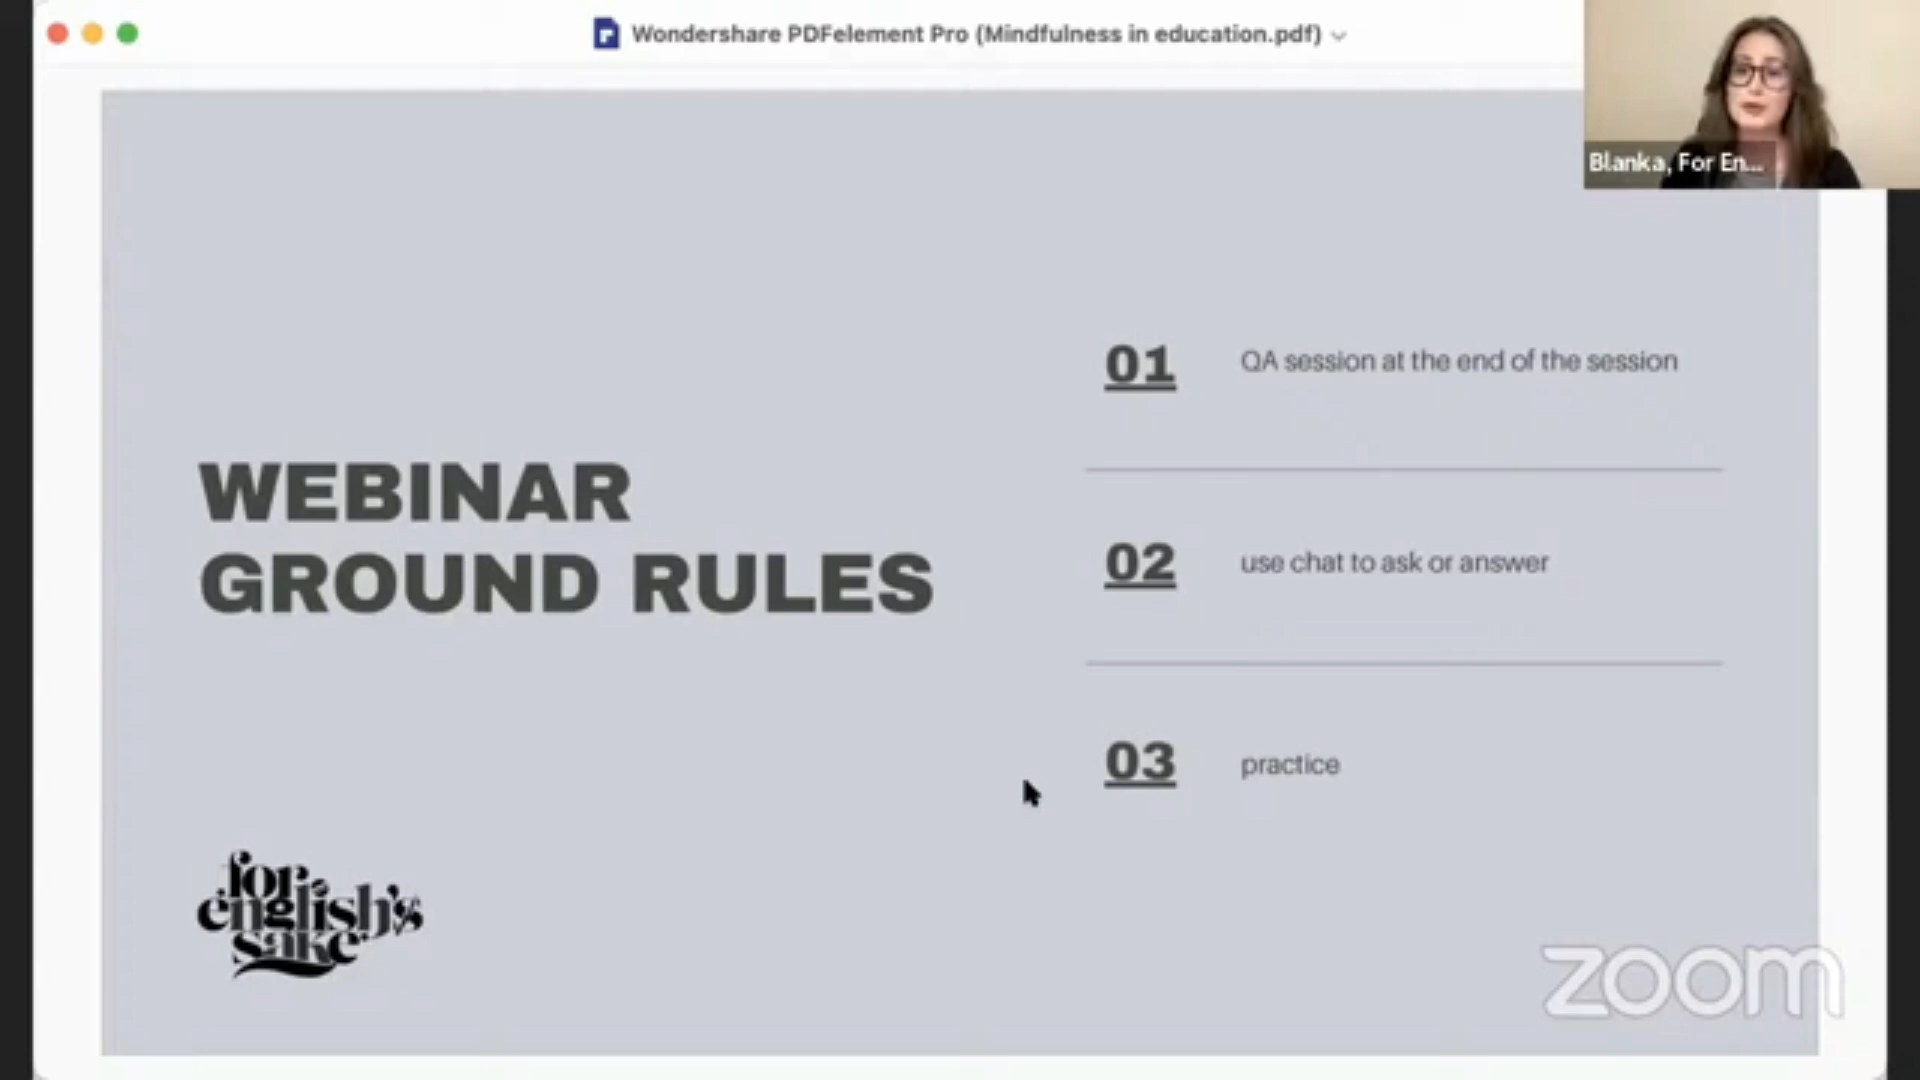 Wondershare PDFelement Pro (Mindfulness in education.pdf)
Blanka, For En...
WEBINAR
GROUND RULES
01
QA session at the end of the session
02
use chat to ask or answer
03
practice
for
english's
sake
zoom